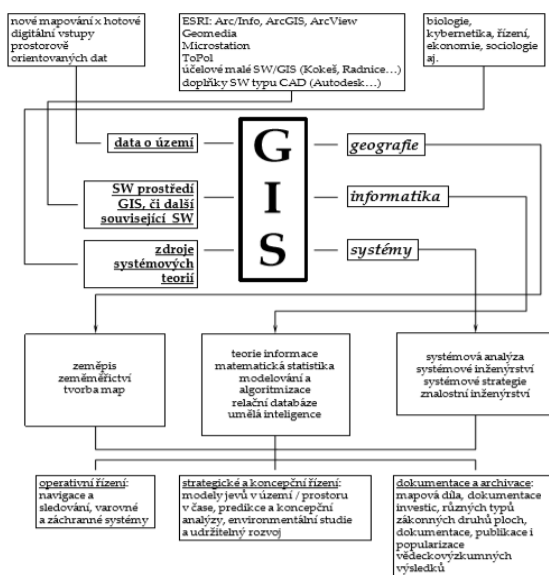 nové mapování x hotové
digitální vstupy
prostorově
orientovaných dat
ESRI: Arc/Info, ArcGIS, ArcView
Geomedia
Microstation
ToPol
účelové malé SW/GIS (Kokeš, Radnice…)
doplňky SW typu CAD (Autodesk…)
biologie,
kybernetika, řízení,
ekonomie, sociologie
aj.
data o území
SW prostředí
GIS, či další
související SW
zdroje
systémových
teorií
G
I
S
geografie
informatika
systémy
zeměpis
zeměměřictví
tvorba map
teorie informace
matematická statistika
modelování a
algoritmizace
relační databáze
umělá inteligence
systémová analýza
systémové inženýrství
systémové strategie
znalostní inženýrství
operativní řízení:
navigace a
sledování, varovné
a záchranné systémy
strategické a koncepční řízení:
modely jevů v území / prostoru
v čase, predikce a koncepční
analýzy, environmentální studie
a udržitelný rozvoj
dokumentace a archivace:
mapová díla, dokumentace
investic, různých typů
zákonných druhů ploch,
dokumentace, publikace i
popularizace
vědeckovýzkumných
výsledků